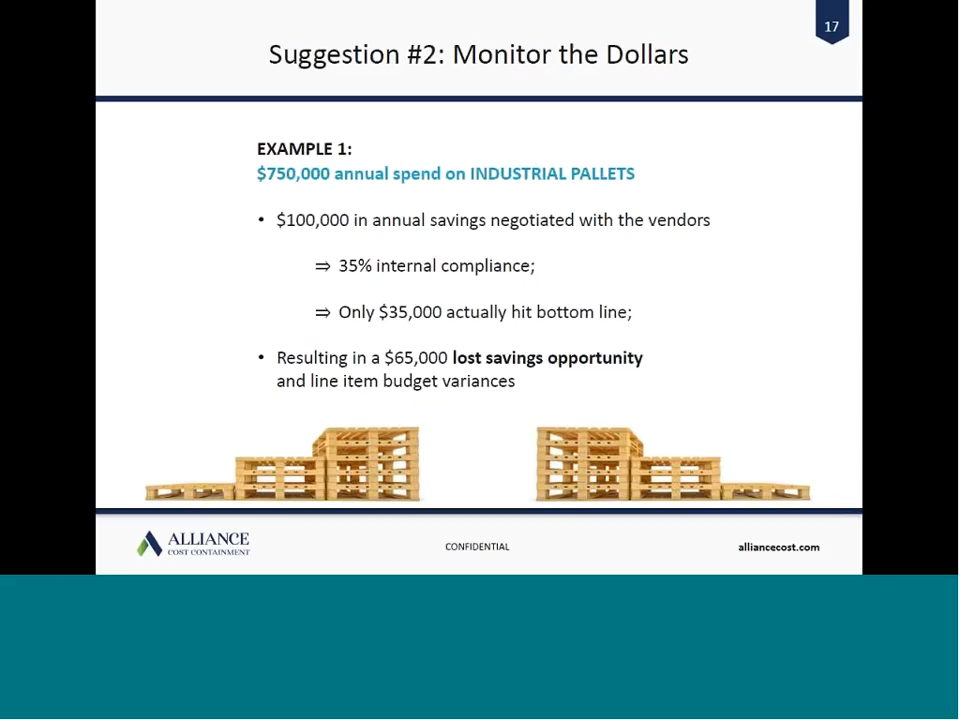 17
Suggestion #2: Monitor the Dollars
EXAMPLE 1:
$750,000 annual spend on INDUSTRIAL PALLETS
• $100,000 in annual savings negotiated with the vendors
⇒ 35% internal compliance;
⇒ Only $35,000 actually hit bottom line;
• Resulting in a $65,000 lost savings opportunity
and line item budget variances
ALLIANCE
COST CONTAINMENT
CONFIDENTIAL
alliancecost.com